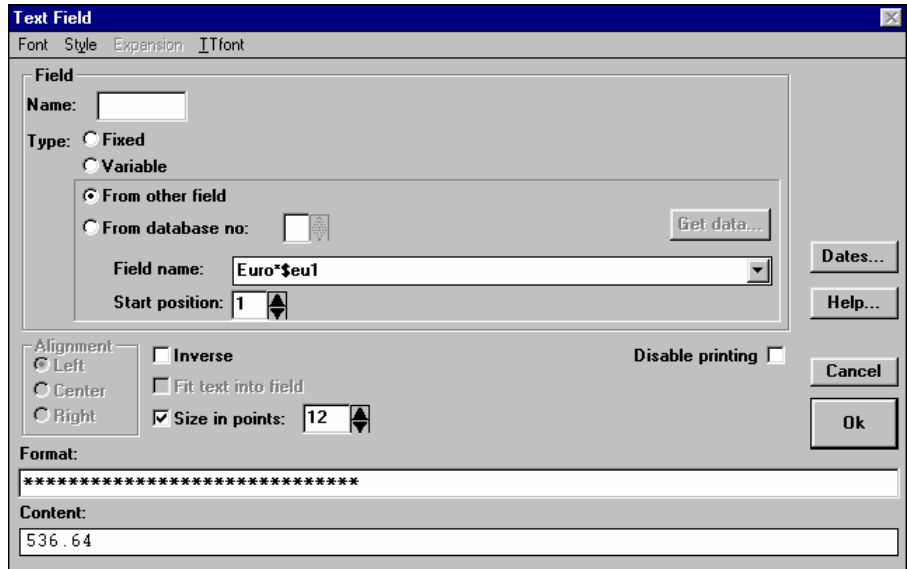 Text Field
Font Style Expansion TTfont
Field
Name:
Type: Fixed
Variable
From other field
From database no:
Get data...
Field name: Euro*$eu1
Start position: 1
Dates...
Help...
Alignment
Left
Center
Right
Inverse
Fit text into field
Size in points: 12
Disable printing
Cancel
Ok
Format:
******************************
Content:
536.64